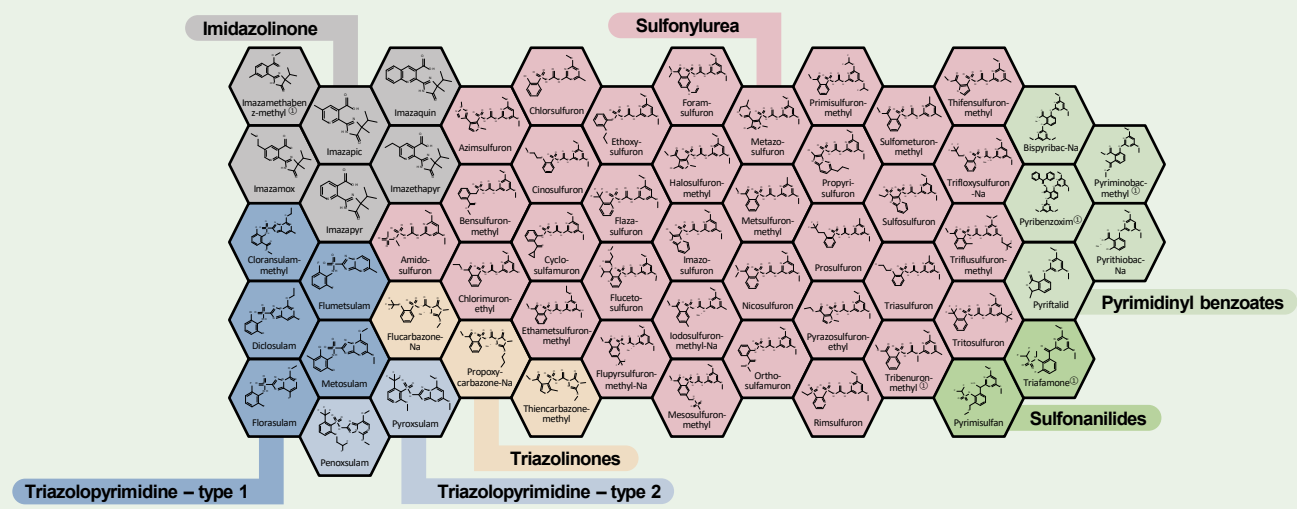 Imidazolinone
Sulfonylurea
Imazamethaben
z-methyl ①
Imazapic
Imazaquin
Imazamox
Imazapyr
Imazethapyr
Azimsulfuron
Chlorsulfuron
Ethoxy-
sulfuron
Foram-
sulfuron
Metazo-
sulfuron
Primisulfuron-
methyl
Sulfometuron-
methyl
Thifensulfuron-
methyl
Bispyribac-Na
Pyriminobac-
methyl ①
Bensulfuron-
methyl
Cinosulfuron
Flaza-
sulfuron
Halosulfuron-
methyl
Metsulfuron-
methyl
Propyri-
sulfuron
Sulfosulfuron
Trifloxysulfuron
-Na
Pyribenzoxim①
Pyrithiobac-
Na
Cloransulam-
methyl
Flumetsulam
Amido-
sulfuron
Chlorimuron-
ethyl
Cyclo-
sulfamuron
Fluceto-
sulfuron
Imazo-
sulfuron
Nicosulfuron
Prosulfuron
Triasulfuron
Triflusulfuron-
methyl
Pyriftalid
Pyrimidinyl benzoates
Diclosulam
Metosulam
Flucarbazone-
Na
Propoxy-
carbazone-Na
Ethametsulfuron-
methyl
Flupyrsulfuron-
methyl-Na
Iodosulfuron-
methyl-Na
Ortho-
sulfamuron
Pyrazosulfuron-
ethyl
Tribenuron-
methyl ①
Tritosulfuron
Triafamone①
Florasulam
Penoxsulam
Pyroxsulam
Thiencarbazone-
methyl
Mesosulfuron-
methyl
Rimsulfuron
Pyrimisulfan
Sulfonanilides
Triazolinones
Triazolopyrimidine – type 1
Triazolopyrimidine – type 2